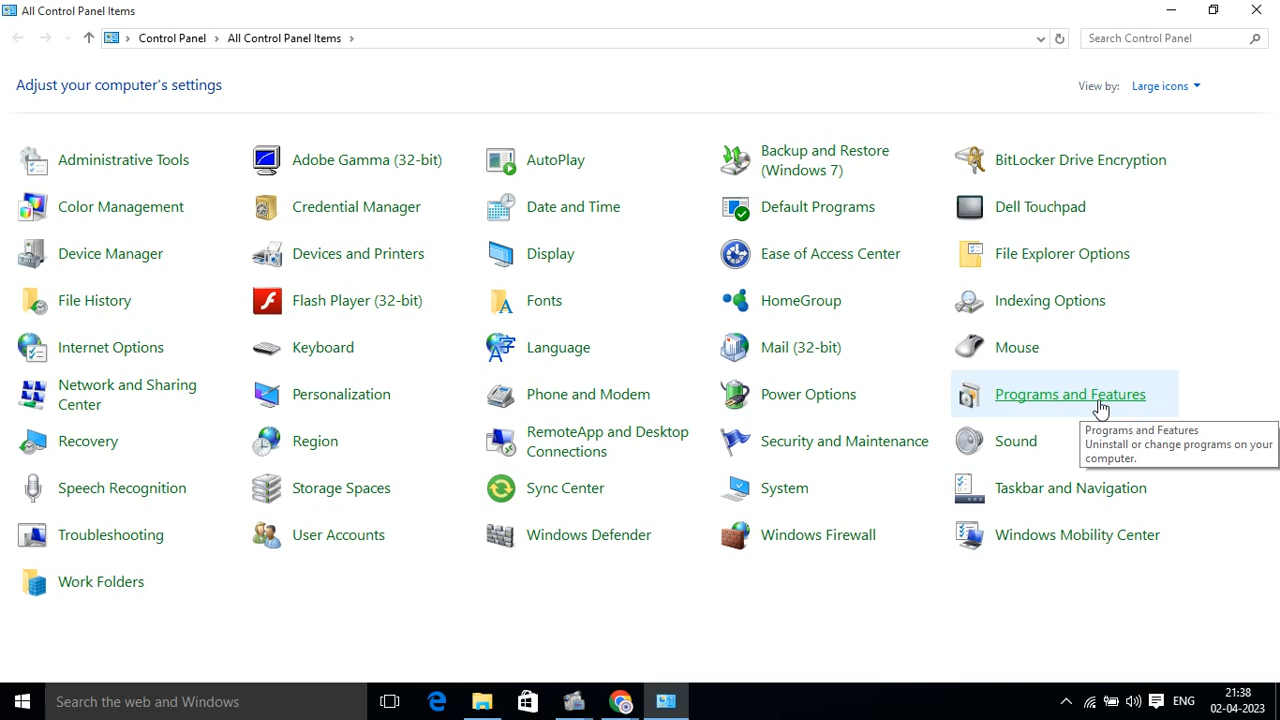 All Control Panel Items
Control Panel > All Control Panel Items >
Search Control Panel
Adjust your computer's settings
View by: Large icons
Administrative Tools
Adobe Gamma (32-bit)
AutoPlay
Backup and Restore
(Windows 7)
BitLocker Drive Encryption
Color Management
Credential Manager
Date and Time
Default Programs
Dell Touchpad
Device Manager
Devices and Printers
Display
Ease of Access Center
File Explorer Options
File History
Flash Player (32-bit)
Fonts
HomeGroup
Indexing Options
Internet Options
Keyboard
Language
Mail (32-bit)
Mouse
Network and Sharing
Center
Personalization
Phone and Modem
Power Options
Programs and Features
Programs and Features
Uninstall or change programs on your
computer.
Recovery
Region
RemoteApp and Desktop
Connections
Security and Maintenance
Sound
Speech Recognition
Storage Spaces
Sync Center
System
Taskbar and Navigation
Troubleshooting
User Accounts
Windows Defender
Windows Firewall
Windows Mobility Center
Work Folders
Search the web and Windows
ENG
21:38
02-04-2023